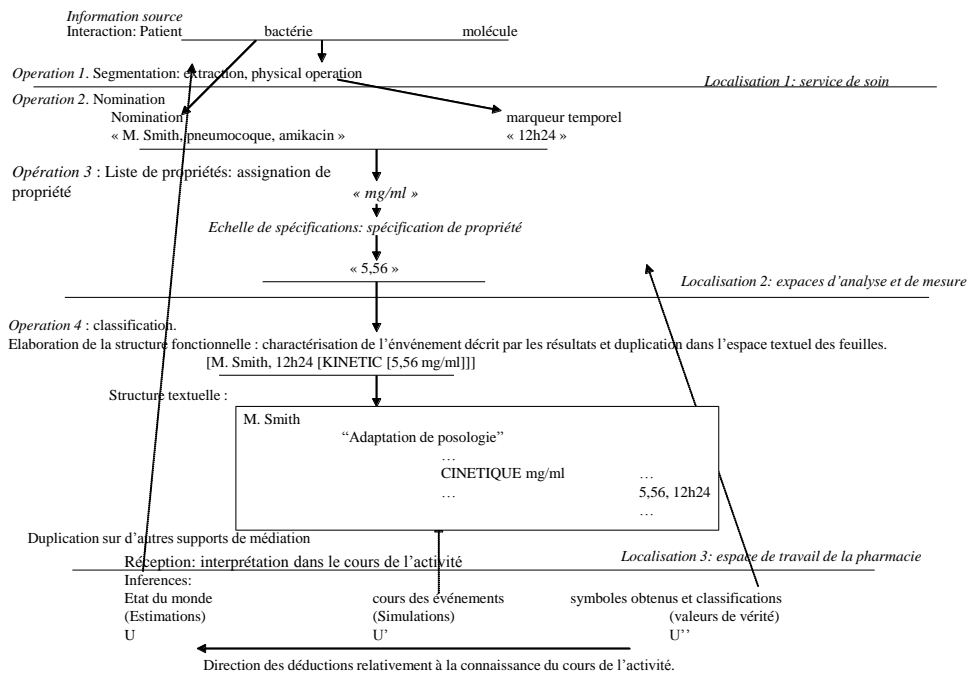 Information source
Interaction: Patient bactérie molécule
Operation 1. Segmentation: extraction, physical operation
Localisation 1: service de soin
Operation 2. Nomination
Nomination marqueur temporel
« M. Smith, pneumocoque, amikacin » « 12h24 »
Opération 3 : Liste de propriétés: assignation de
propriété
« mg/ml »
Echelle de spécifications: spécification de propriété
« 5,56 »
Localisation 2: expaces d’analyse et de mesure
Operation 4 : classification.
Elaboration de la structure fonctionnelle : charactérisation de l’énvénement décrit par les résultats et duplication dans l’espace textuel des feuilles.
[M. Smith, 12h24 [KINETIC [5,56 mg/ml]]]
Structure textuelle :
M. Smith
“Adaptation de posologie”
…
CINETIQUE mg/ml …
… 5,56, 12h24
…
Duplication sur d’autres supports de médiation
Réception: interprétation dans le cours de l’activité
Localisation 3: espace de travail de la pharmacie
Inferences:
Etat du monde cours des événements symboles obtenus et classifications
(Estimations) (Simulations) (valeurs de vérité)
U U’ U’’
Direction des déductions relativement à la connaissance du cours de l’activité.